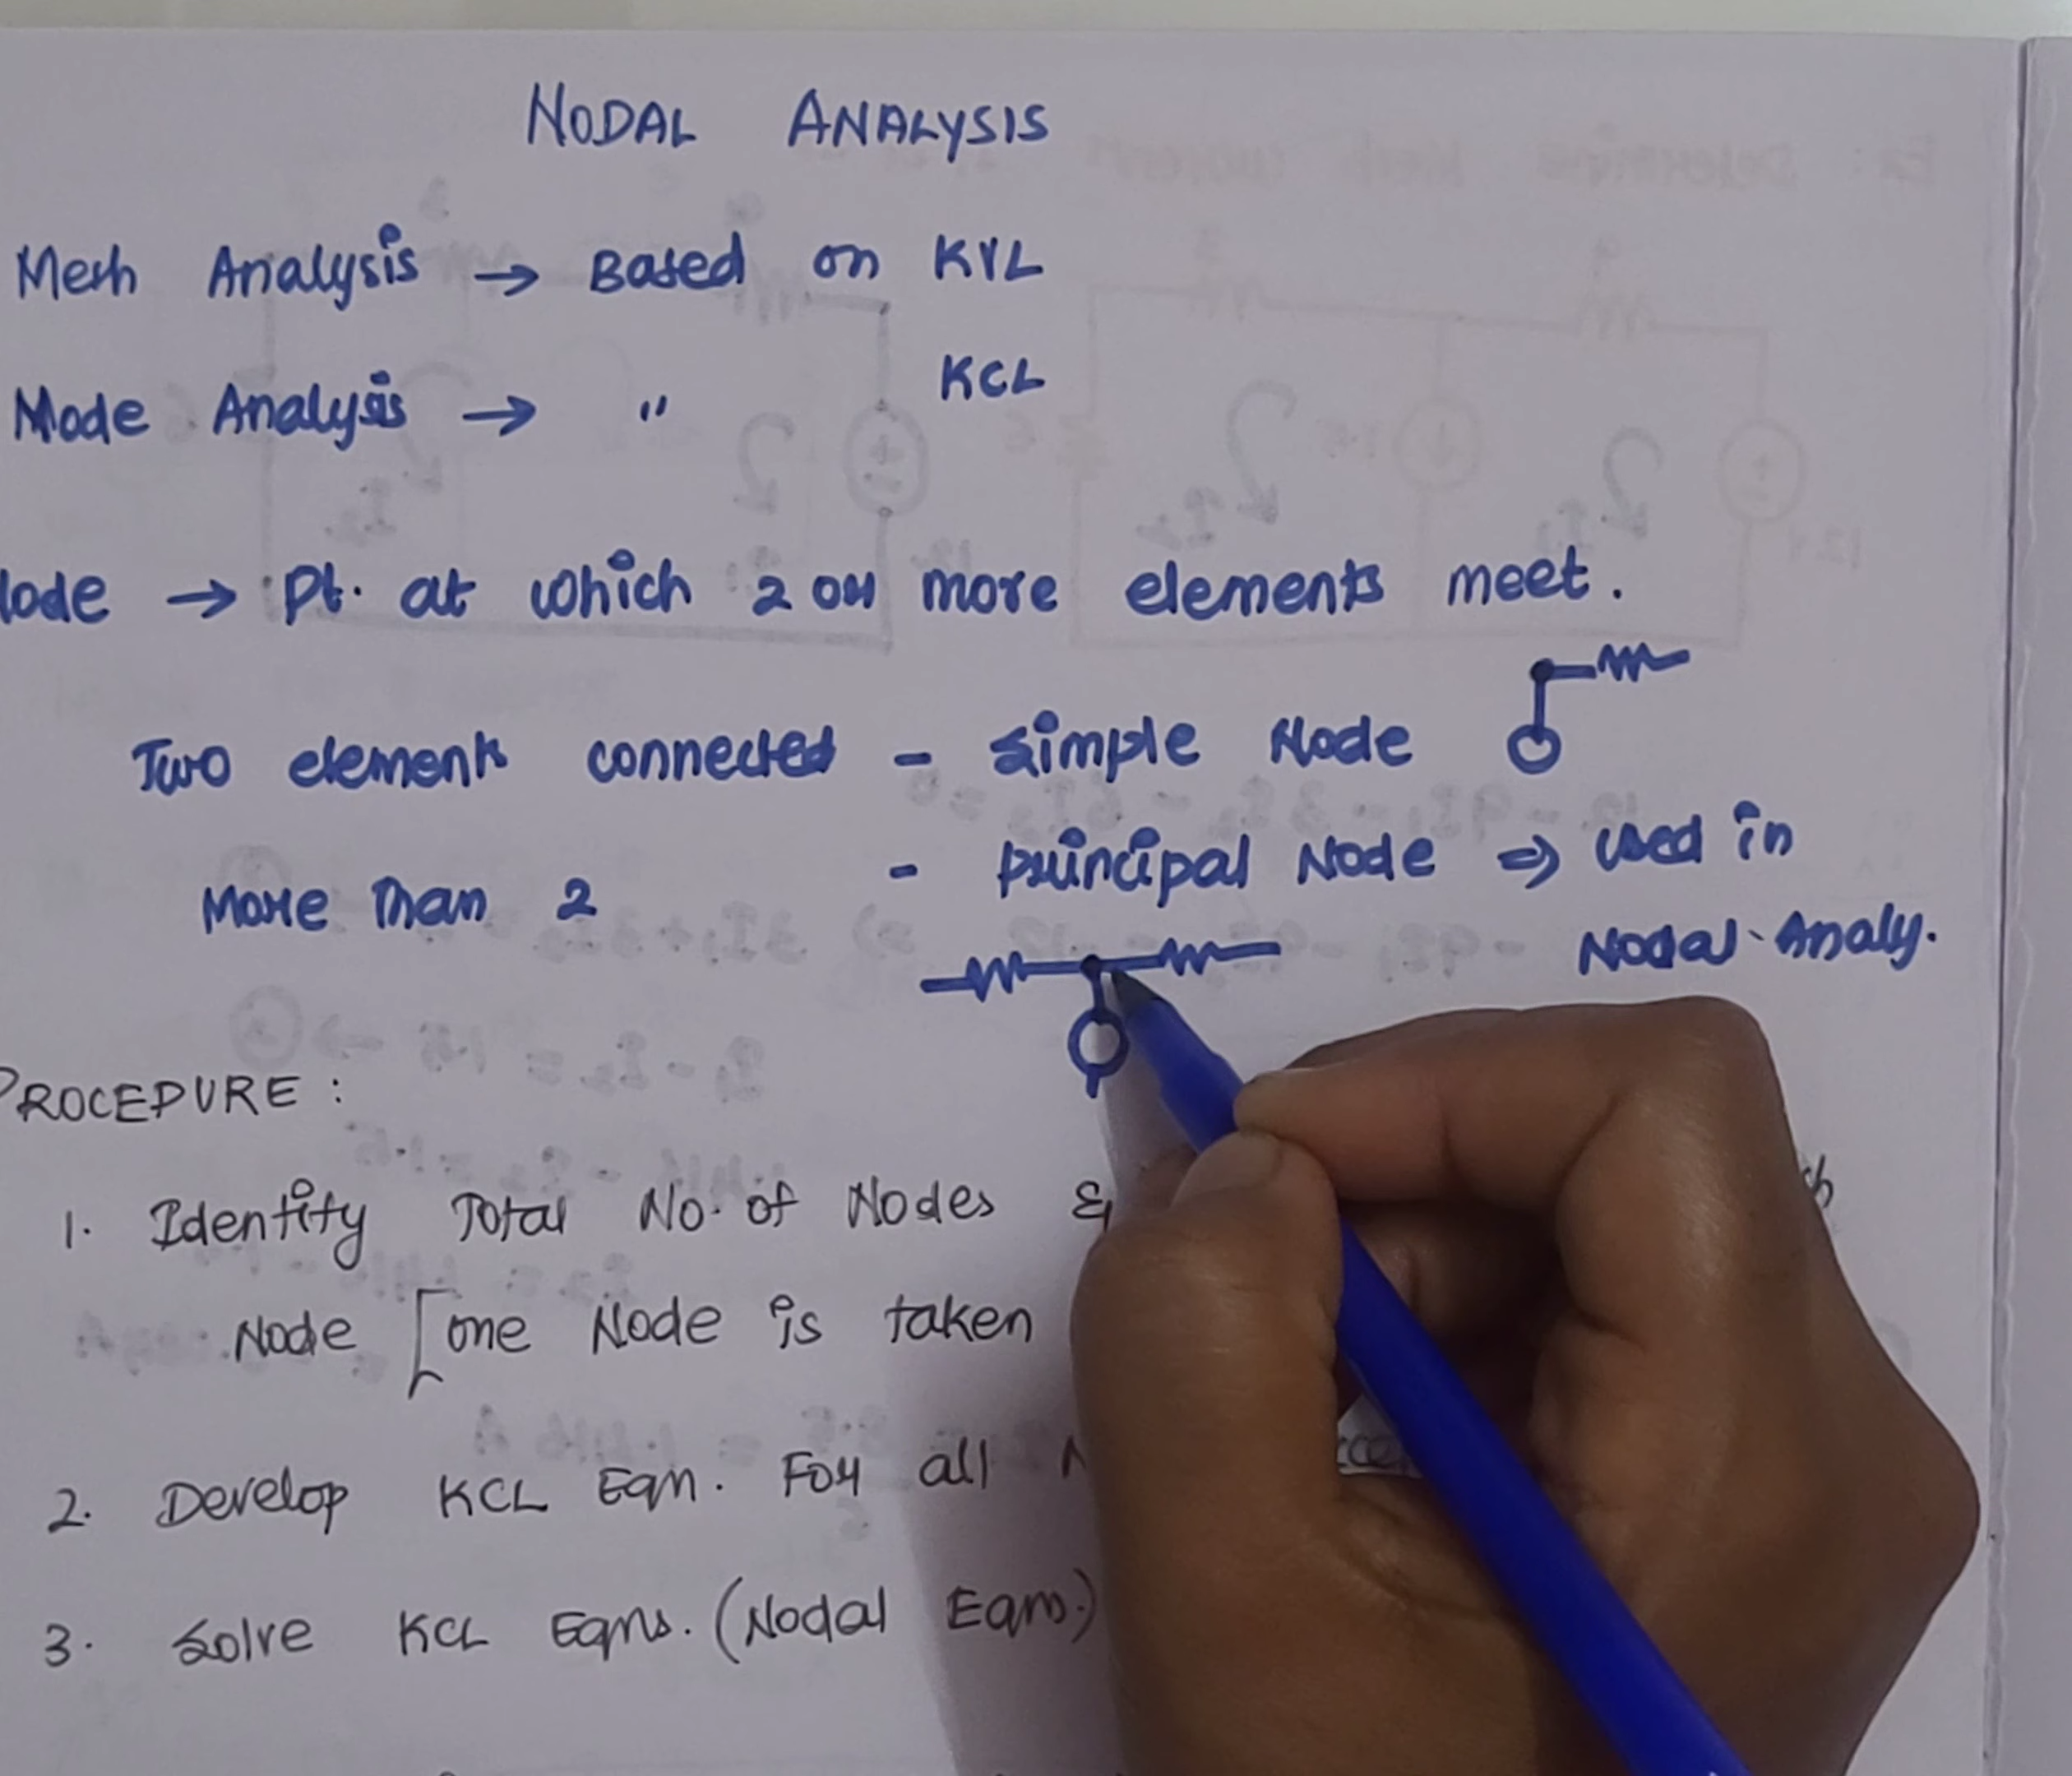 NODAL ANALYSIS
Mesh Analysis → Based on KVL
Node Analysis → " KCL
Node → Pt. at which 2 or more elements meet.
Two elements connected - Simple Node
More Than 2 - principal Node ⇒ used in
Nodal Analy.
PROCEDURE :
1. Identify Total No. of Nodes &
Node [one Node is taken
2. Develop KCL Eqn. For all
3. Solve KCL Eqns. (Nodal Eqns.)